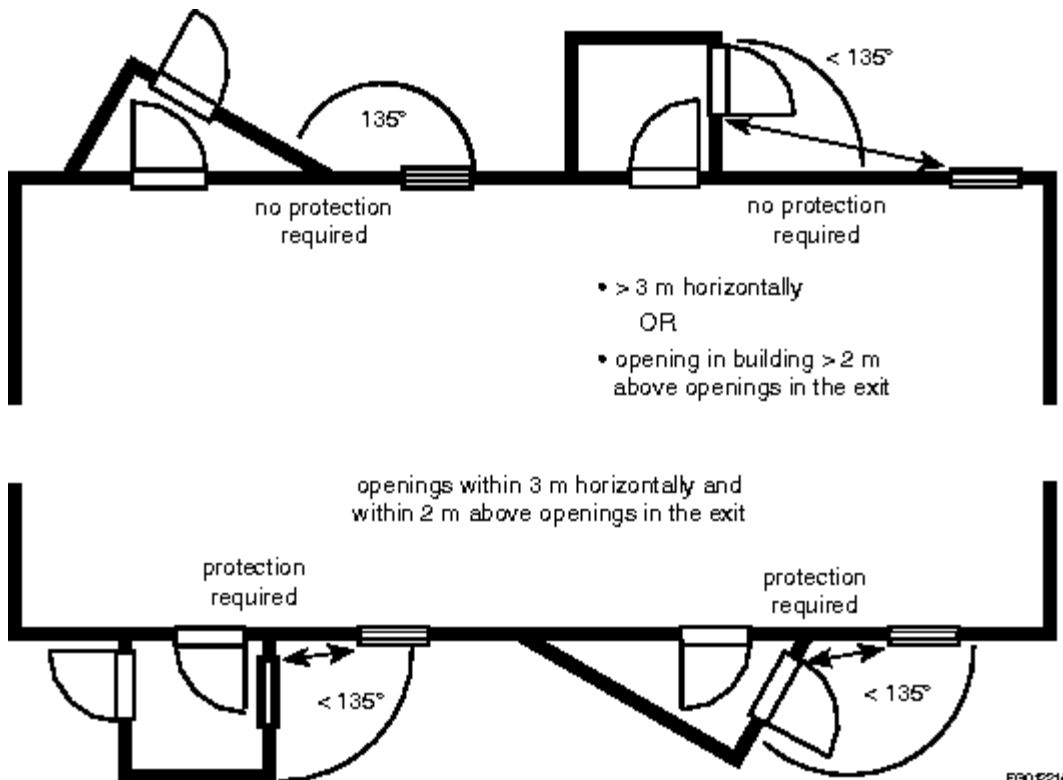 < 135°
135°
no protection
required
no protection
required
• > 3 m horizontally
OR
• opening in building > 2 m
above openings in the exit
openings within 3 m horizontally and
within 2 m above openings in the exit
protection
required
protection
required
< 135°
< 135°